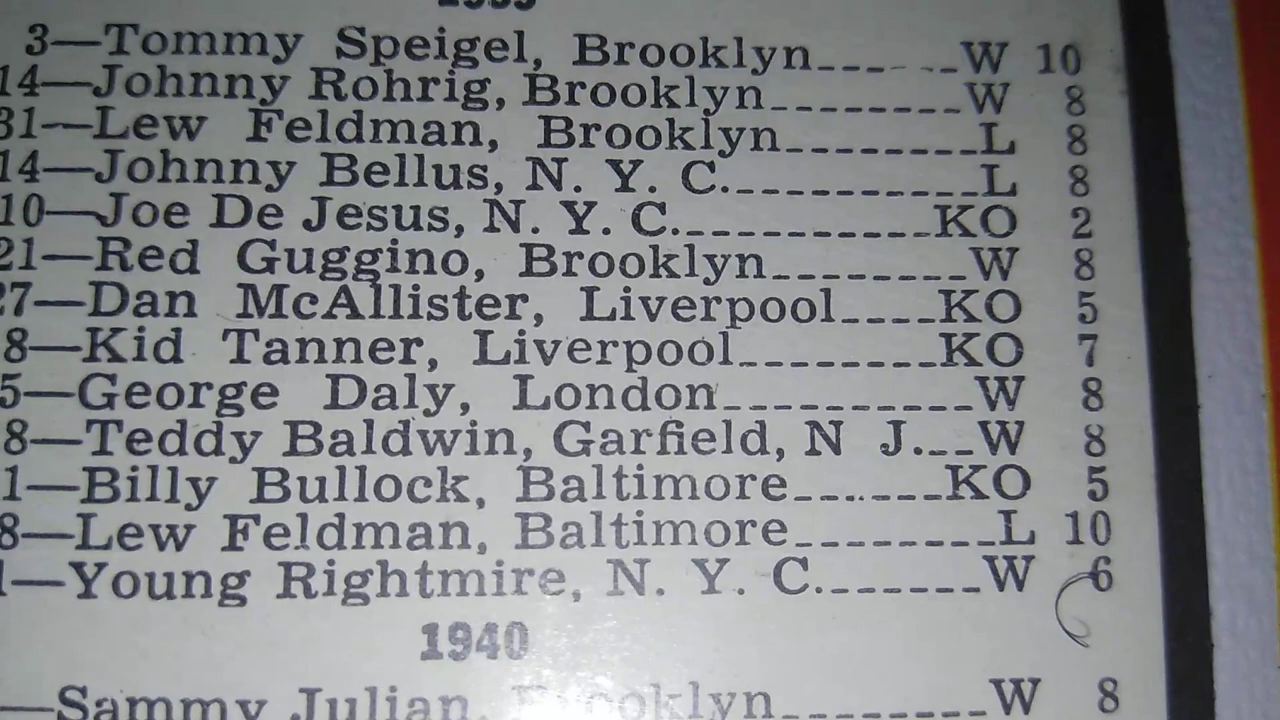 3—Tommy Speigel, Brooklyn-------W 10
14—Johnny Rohrig, Brooklyn---------W 8
31—Lew Feldman, Brooklyn---------L 8
14—Johnny Bellus, N. Y. C.-----------L 8
10—Joe De Jesus, N. Y. C.-----------KO 2
21—Red Guggino, Brooklyn---------W 8
27—Dan McAllister, Liverpool----KO 5
8—Kid Tanner, Liverpool---------KO 7
5—George Daly, London----------W 8
8—Teddy Baldwin, Garfield, N J.--W 8
1—Billy Bullock, Baltimore-------KO 5
8—Lew Feldman, Baltimore---------L 10
1—Young Rightmire, N. Y. C.-------W 6
1940
—Sammy Julian, Brooklyn---------W 8